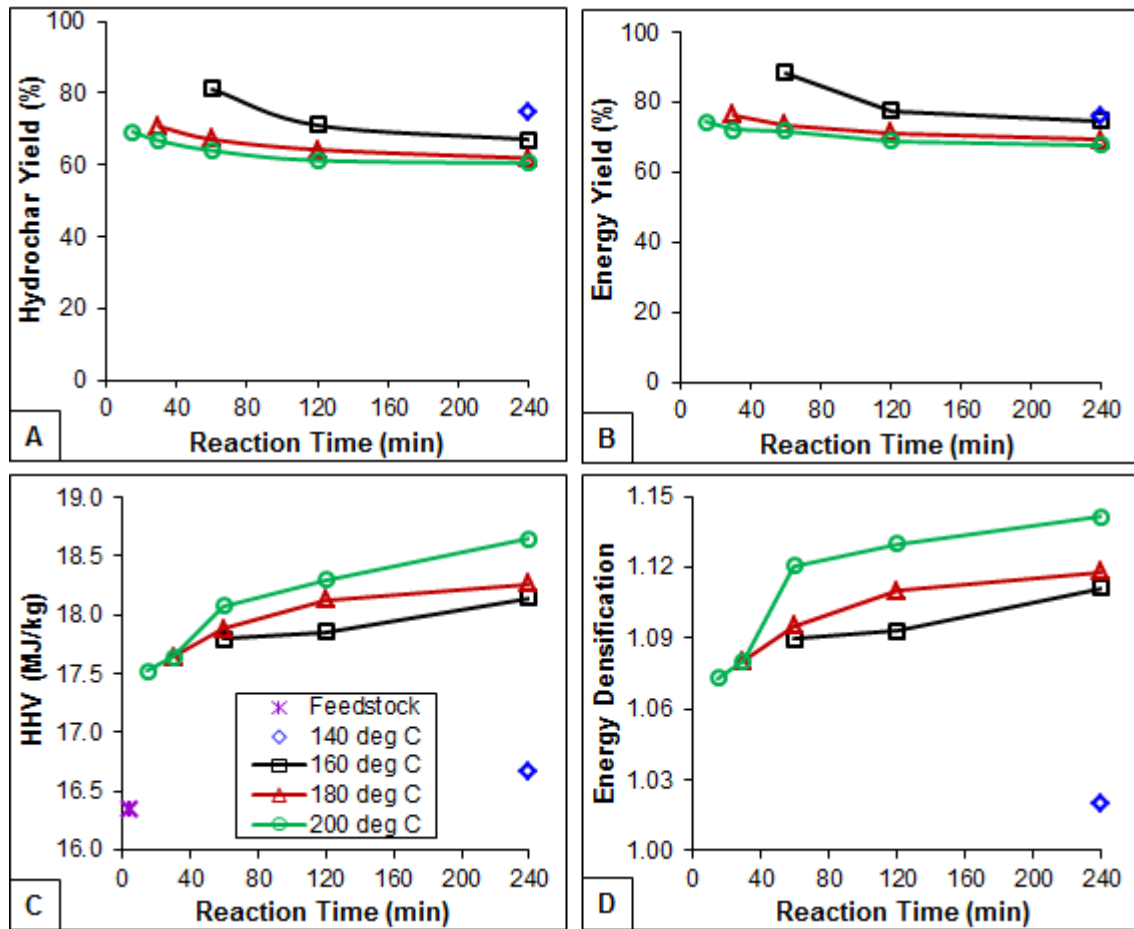 Hydrochar Yield (%)
100
80
60
40
20
0
0 40 80 120 160 200 240
Reaction Time (min)
A
Energy Yield (%)
100
80
60
40
20
0
0 40 80 120 160 200 240
Reaction Time (min)
B
HHV (MJ/kg)
19.0
18.5
18.0
17.5
17.0
16.5
16.0
Feedstock
140 deg C
160 deg C
180 deg C
200 deg C
0 40 80 120 160 200 240
Reaction Time (min)
C
Energy Densification
1.15
1.12
1.09
1.06
1.03
1.00
0 40 80 120 160 200 240
Reaction Time (min)
D